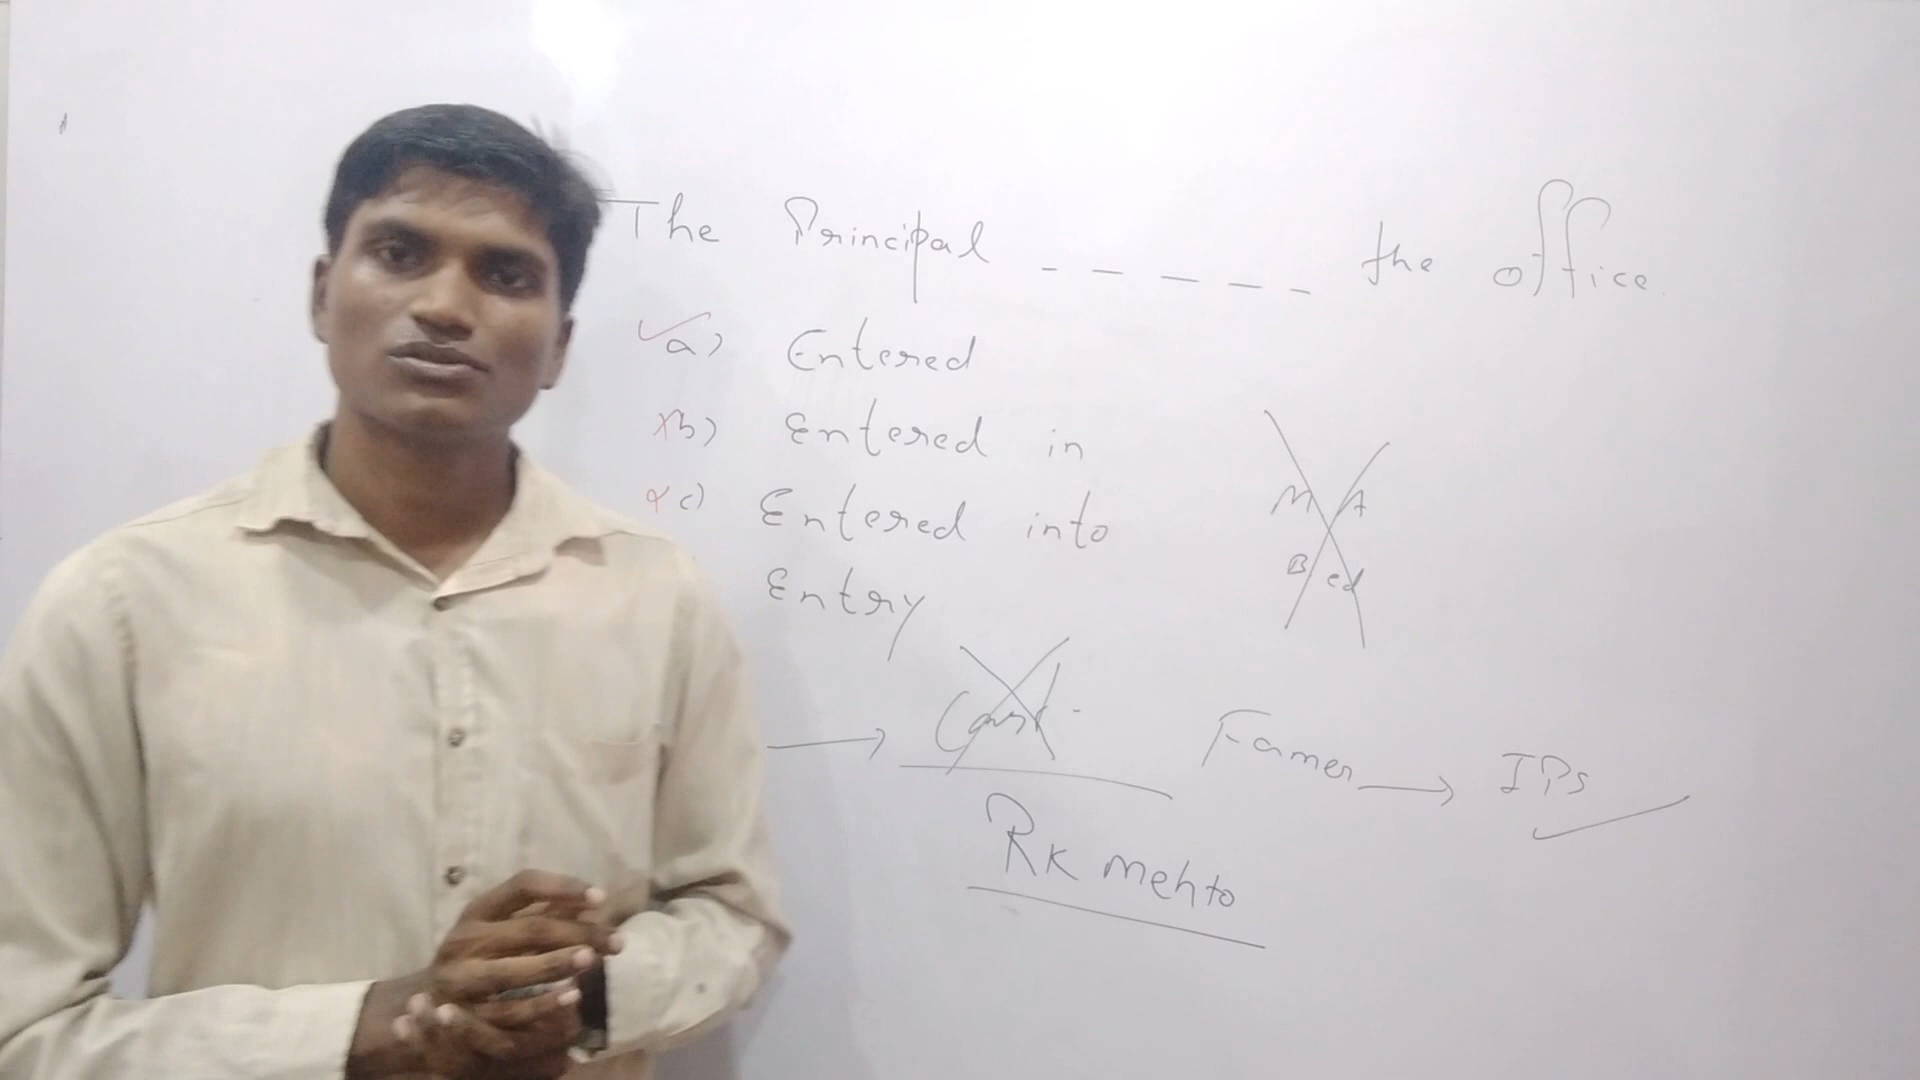 The Principal ------ the office
a) Entered
b) Entered in
c) Entered into
Entry
M A
B ed
→ Famer → IPS
RK mehto